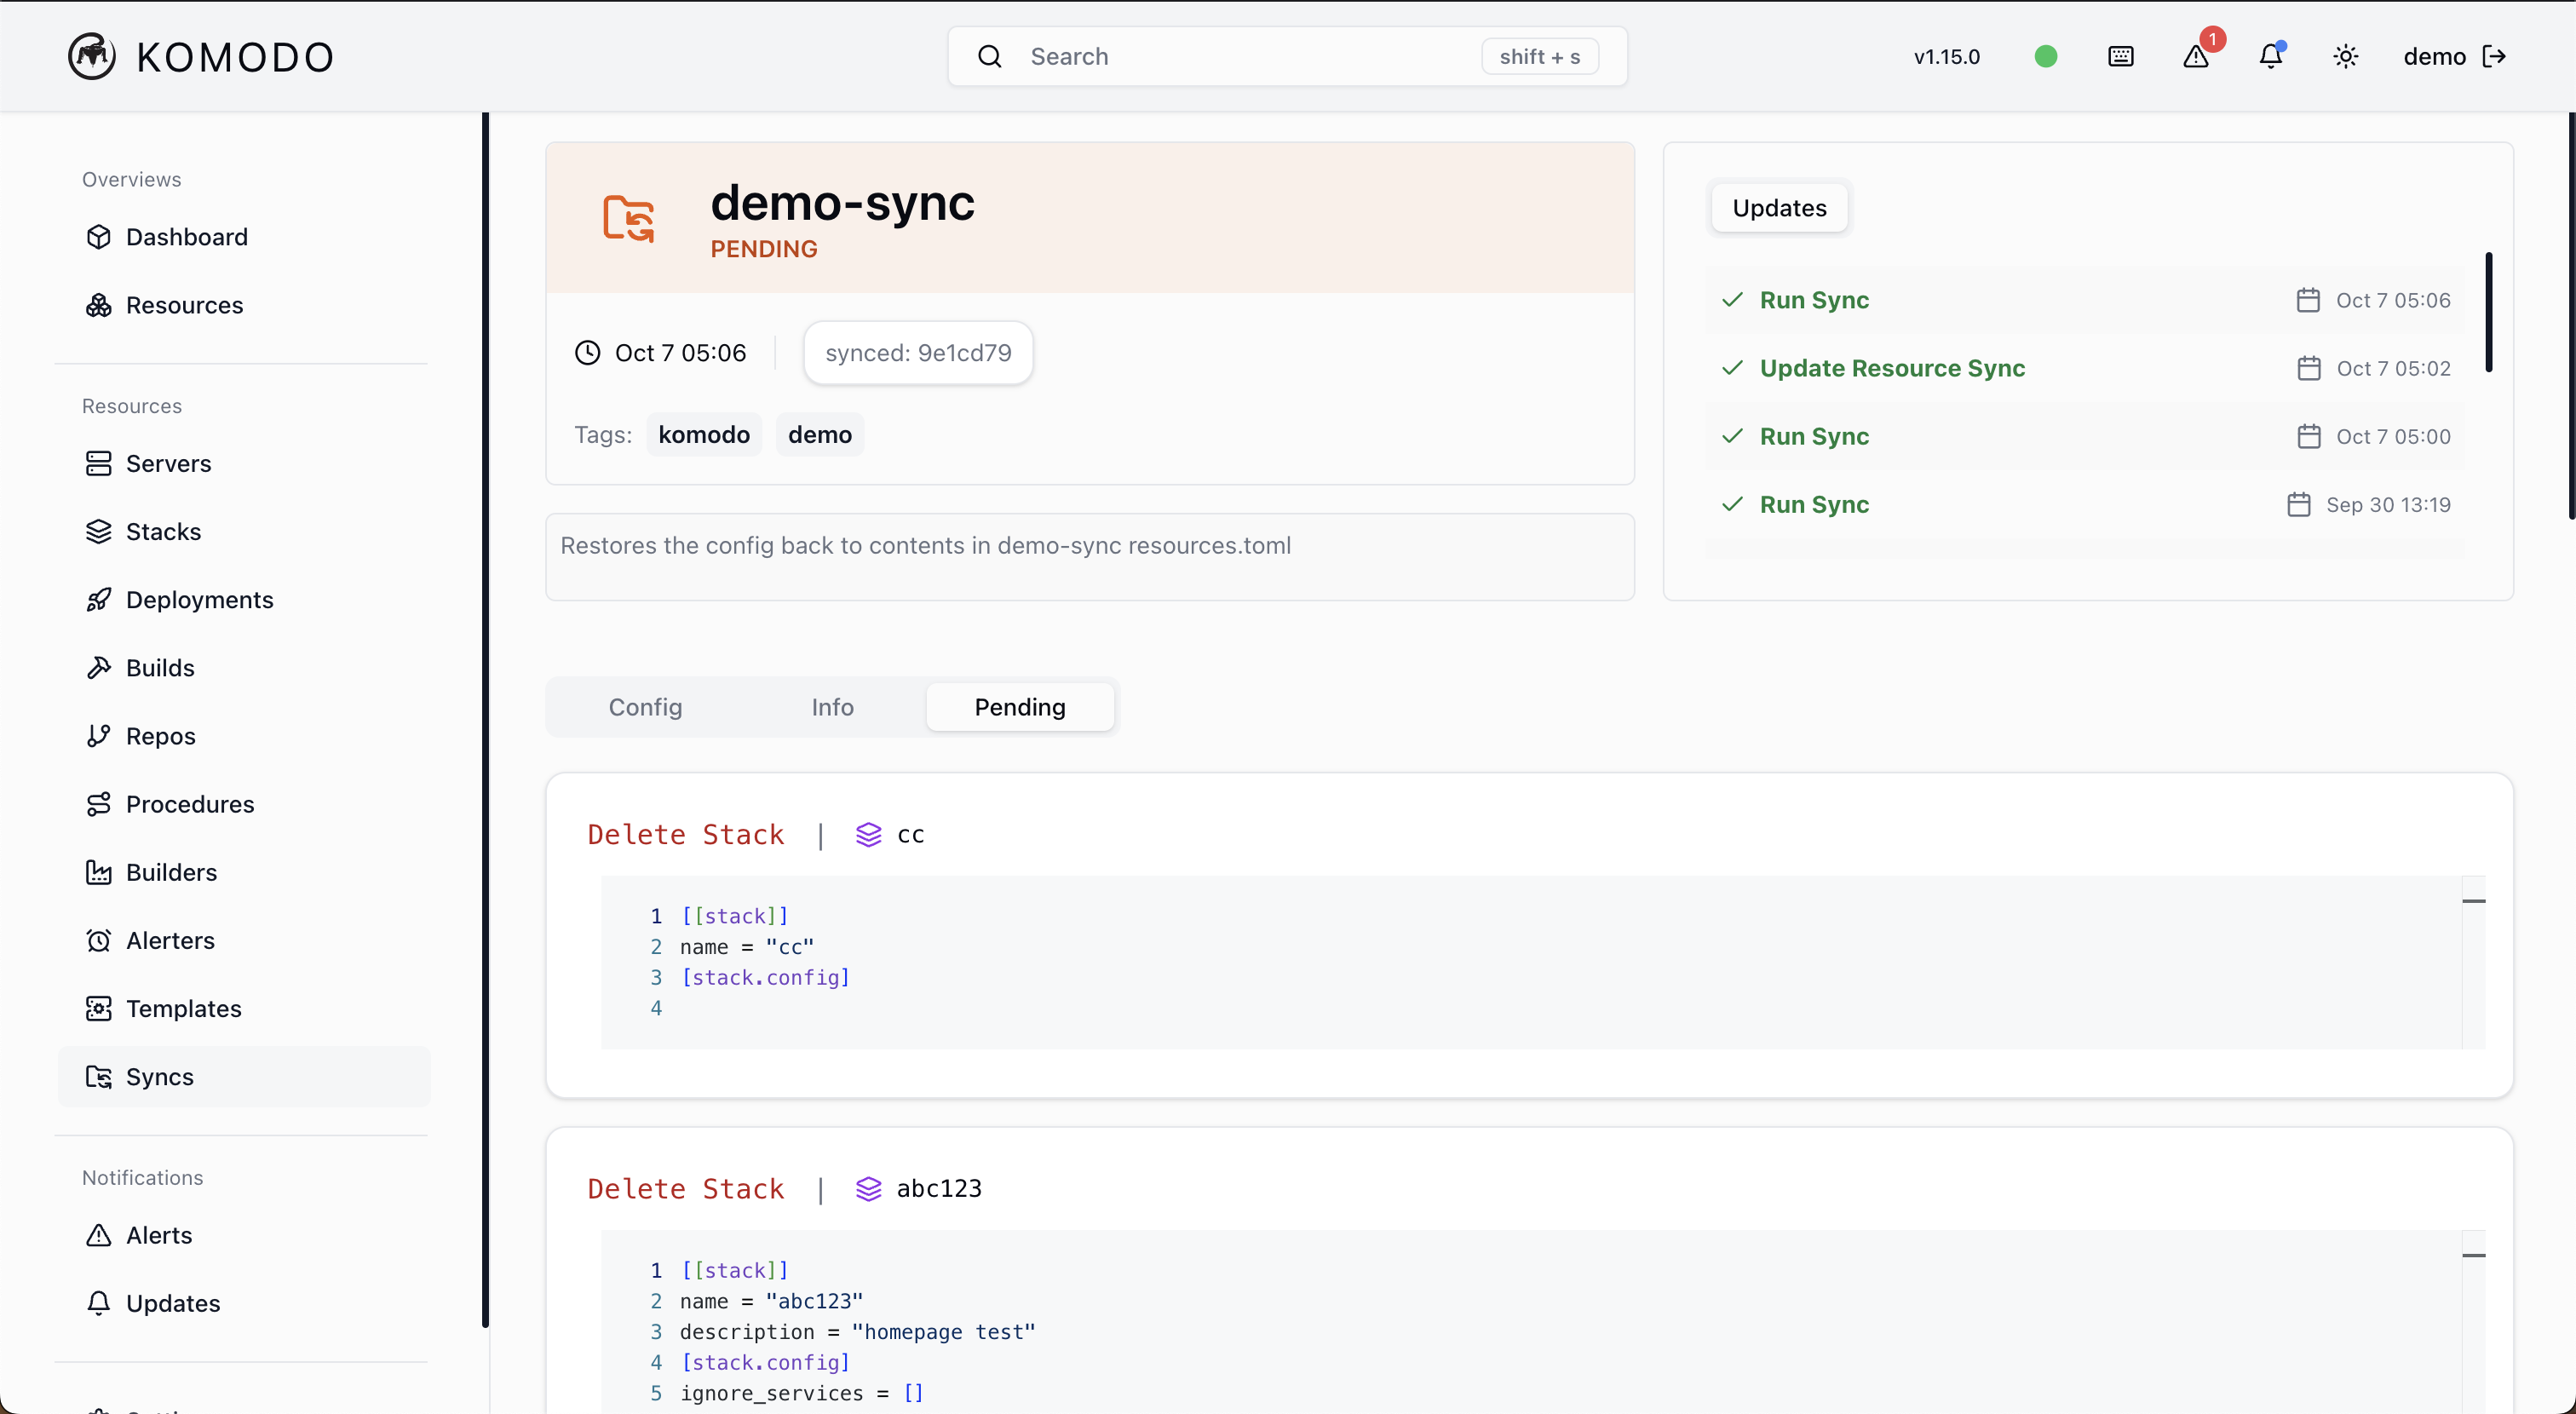 KOMODO
Search
shift + s
v1.15.0
1
demo
Overviews
Dashboard
Resources
Resources
Servers
Stacks
Deployments
Builds
Repos
Procedures
Builders
Alerters
Templates
Syncs
Notifications
Alerts
Updates
demo-sync
PENDING
Oct 7 05:06
synced: 9e1cd79
Tags: komodo demo
Restores the config back to contents in demo-sync resources.toml
Updates
Run Sync Oct 7 05:06
Update Resource Sync Oct 7 05:02
Run Sync Oct 7 05:00
Run Sync Sep 30 13:19
Config Info Pending
Delete Stack | cc
1 [[stack]]
2 name = "cc"
3 [stack.config]
4
Delete Stack | abc123
1 [[stack]]
2 name = "abc123"
3 description = "homepage test"
4 [stack.config]
5 ignore_services = []